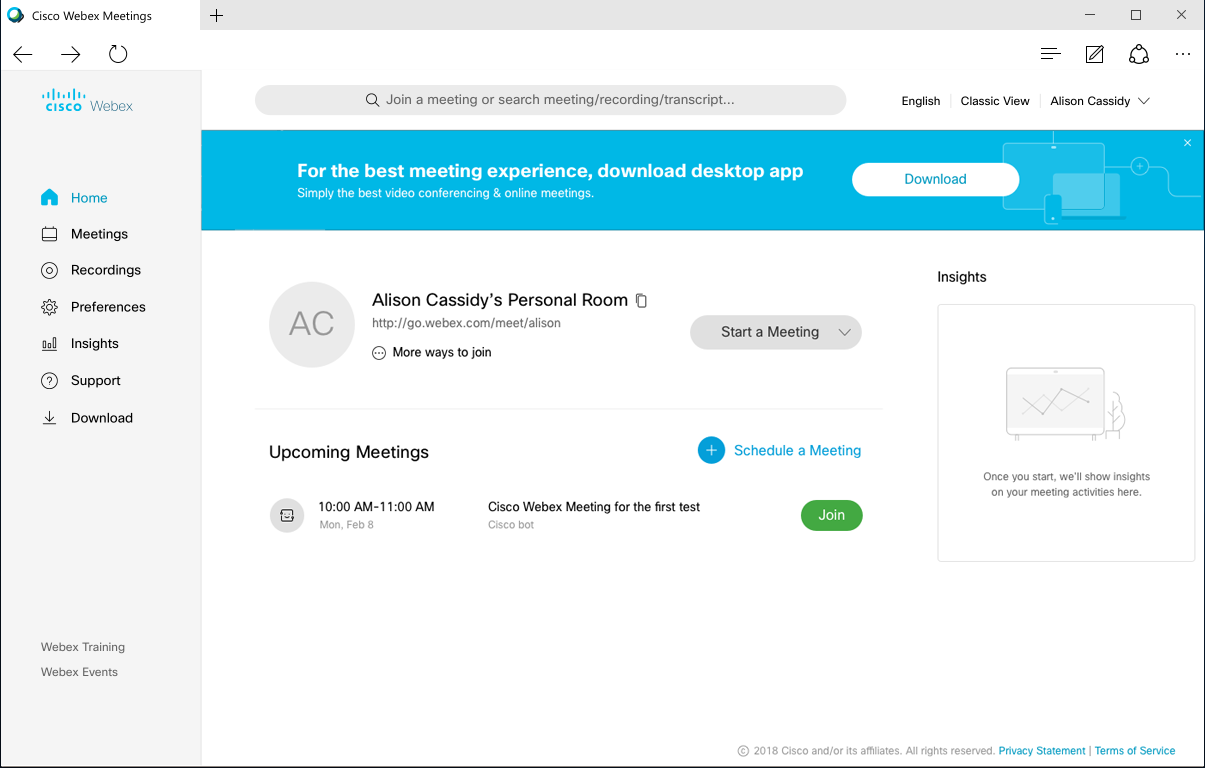 Cisco Webex Meetings
CISCO Webex
Join a meeting or search meeting/recording/transcript...
English
Classic View
Alison Cassidy
For the best meeting experience, download desktop app
Simply the best video conferencing & online meetings.
Download
Home
Meetings
Recordings
Preferences
Insights
Support
Download
Webex Training
Webex Events
AC
Alison Cassidy's Personal Room
http://go.webex.com/meet/alison
More ways to join
Start a Meeting
Upcoming Meetings
Schedule a Meeting
10:00 AM-11:00 AM
Mon, Feb 8
Cisco Webex Meeting for the first test
Cisco bot
Join
Insights
Once you start, we'll show insights
on your meeting activities here.
© 2018 Cisco and/or its affiliates. All rights reserved. Privacy Statement | Terms of Service